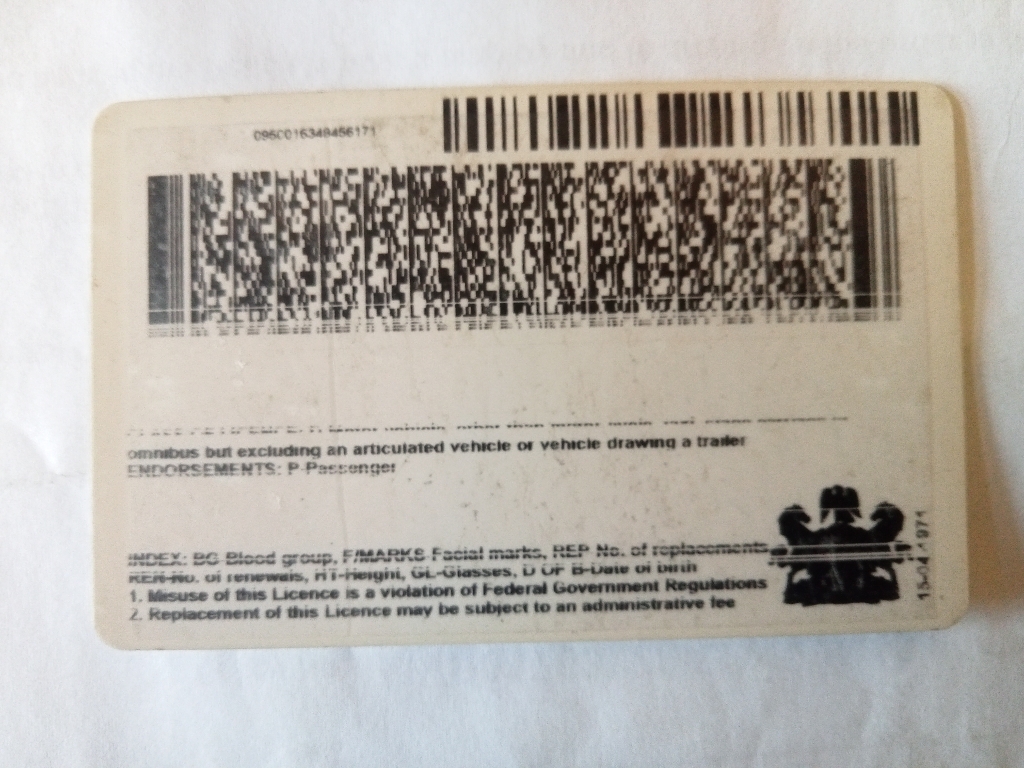 omnibus but excluding an articulated vehicle or vehicle drawing a trailer
ENDORSEMENTS: P-Passenger
INDEX: BG-Blood group, F/MARKS-Facial marks, REP-No. of replacements
REN-No. of renewals, HT-Height, GL-Glasses, D OF B-Date of birth
1. Misuse of this Licence is a violation of Federal Government Regulations
2. Replacement of this Licence may be subject to an administrative fee
15-04-1971